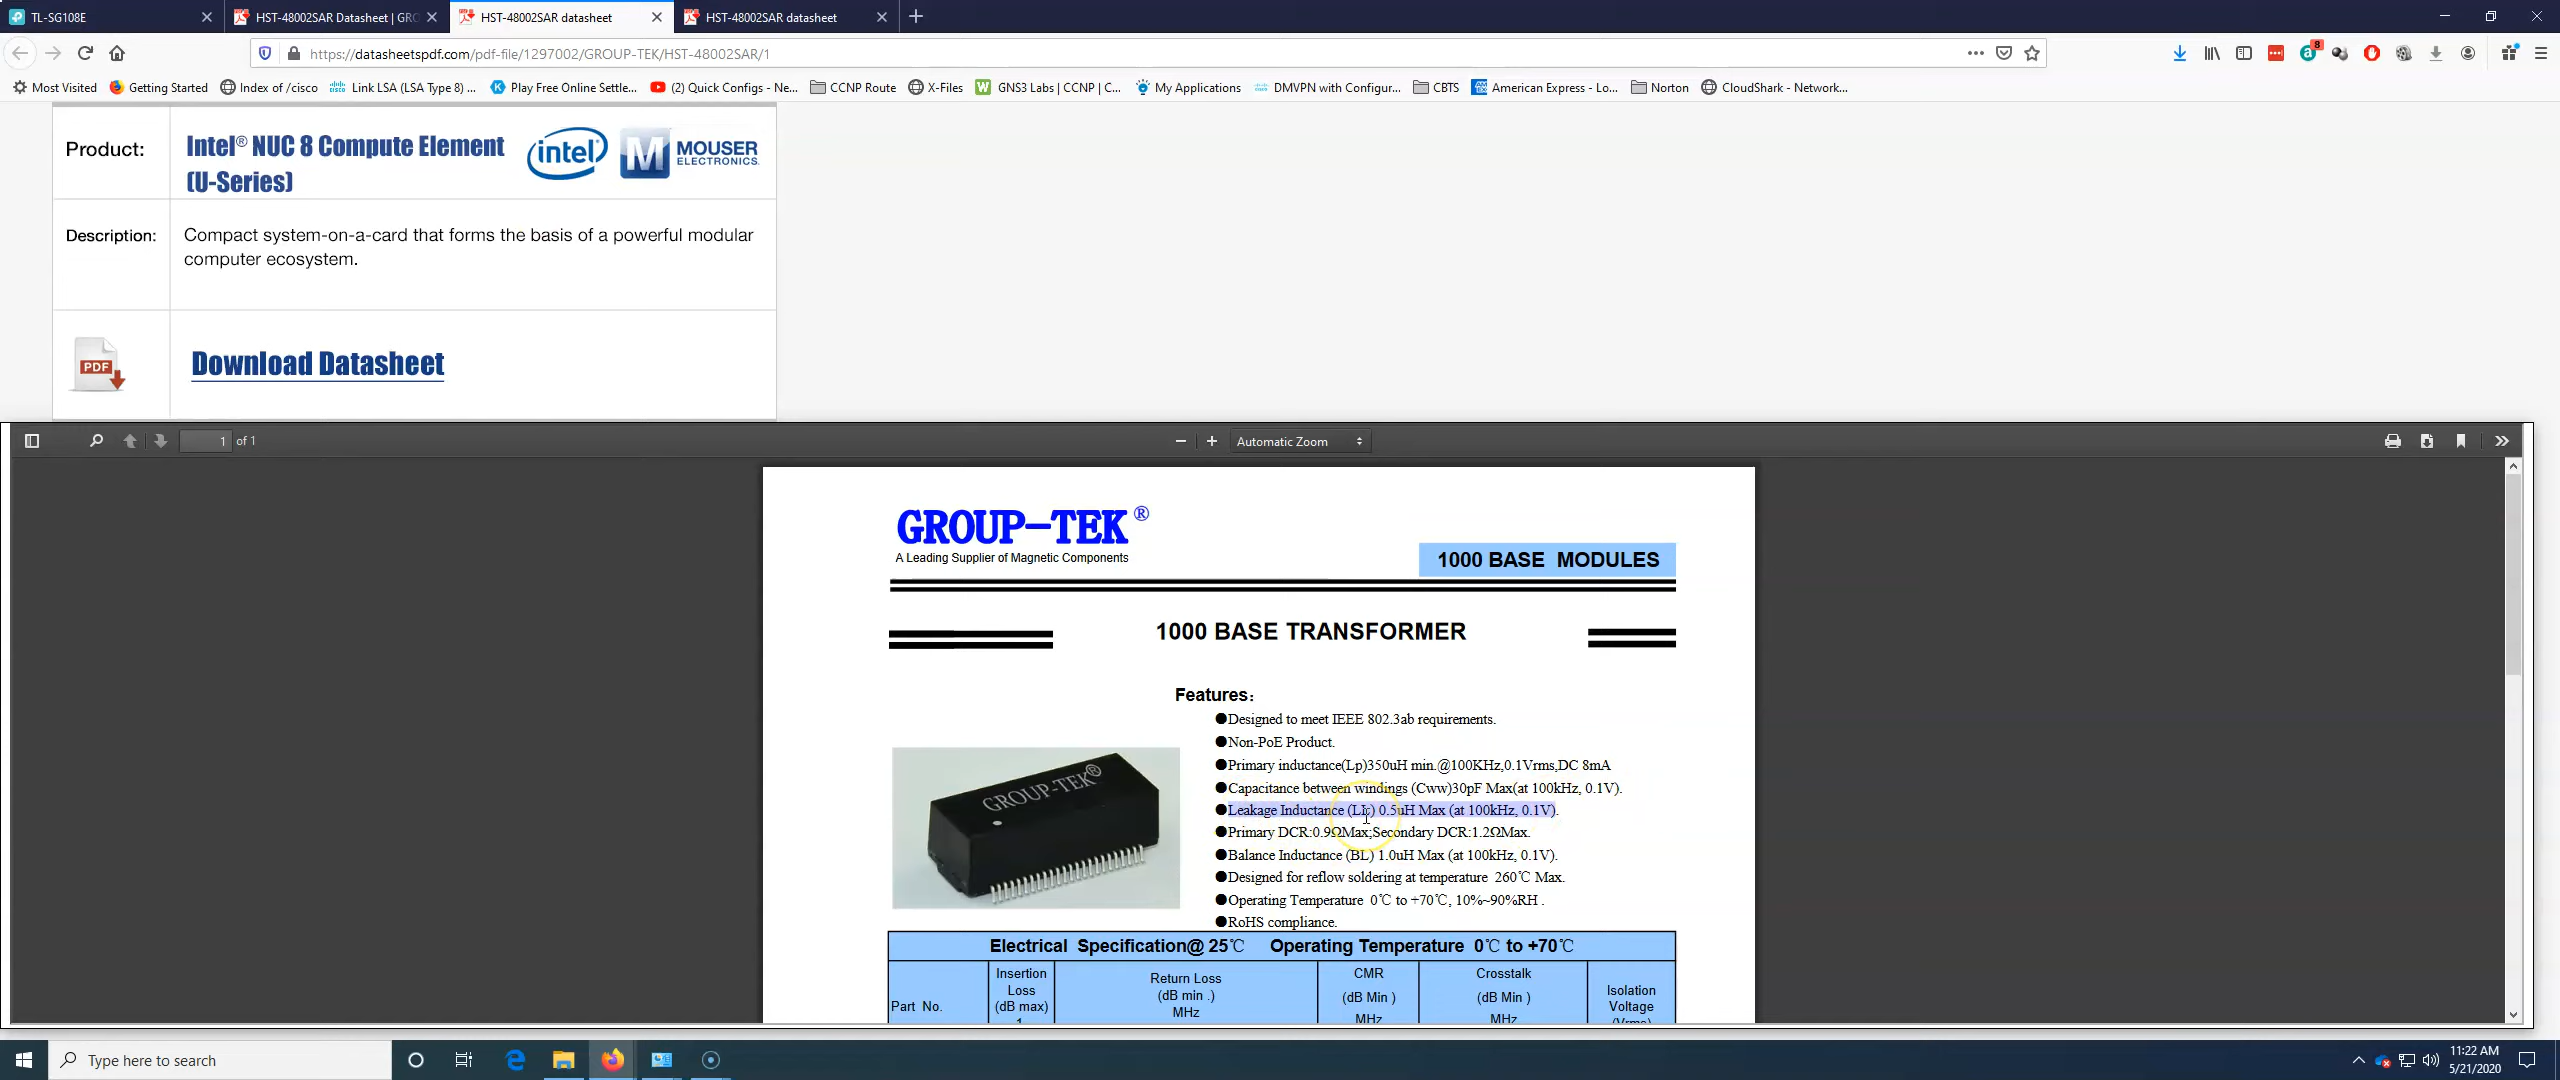 TL-SG108E
HST-48002SAR Datasheet | GRO
HST-48002SAR datasheet
HST-48002SAR datasheet
https://datasheetspdf.com/pdf-file/1297002/GROUP-TEK/HST-48002SAR/1
8
Most Visited
Getting Started
Index of /cisco
Link LSA (LSA Type 8) ...
Play Free Online Settle...
(2) Quick Configs - Ne...
CCNP Route
X-Files
GNS3 Labs | CCNP | C...
My Applications
DMVPN with Configur...
CBTS
American Express - Lo...
Norton
CloudShark - Network...
Product:
Intel® NUC 8 Compute Element
(U-Series)
intel
M
MOUSER
ELECTRONICS.
Description:
Compact system-on-a-card that forms the basis of a powerful modular
computer ecosystem.
PDF
Download Datasheet
1 of 1
Automatic Zoom
GROUP-TEK®
A Leading Supplier of Magnetic Components
1000 BASE MODULES
1000 BASE TRANSFORMER
Features:
●Designed to meet IEEE 802.3ab requirements.
●Non-PoE Product.
●Primary inductance(Lp)350uH min.@100KHz,0.1Vrms,DC 8mA
●Capacitance between windings (Cww)30pF Max(at 100kHz, 0.1V).
●Leakage Inductance (LL) 0.5uH Max (at 100kHz, 0.1V).
●Primary DCR:0.9ΩMax;Secondary DCR:1.2ΩMax.
●Balance Inductance (BL) 1.0uH Max (at 100kHz, 0.1V).
●Designed for reflow soldering at temperature 260℃ Max.
●Operating Temperature 0℃ to +70℃, 10%~90%RH .
●RoHS compliance.
GROUP-TEK®
Electrical Specification@ 25℃ Operating Temperature 0℃ to +70℃
Part No.
Insertion
Loss
(dB max)
Return Loss
(dB min .)
MHz
CMR
(dB Min )
MHz
Crosstalk
(dB Min )
MHz
Isolation
Voltage
(Vrms)
Type here to search
11:22 AM
5/21/2020